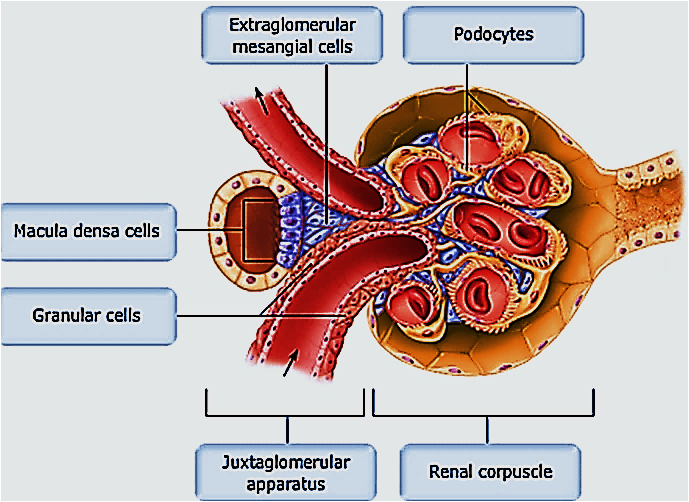 Extraglomerular
mesangial cells
Podocytes
Macula densa cells
Granular cells
Juxtaglomerular
apparatus
Renal corpuscle